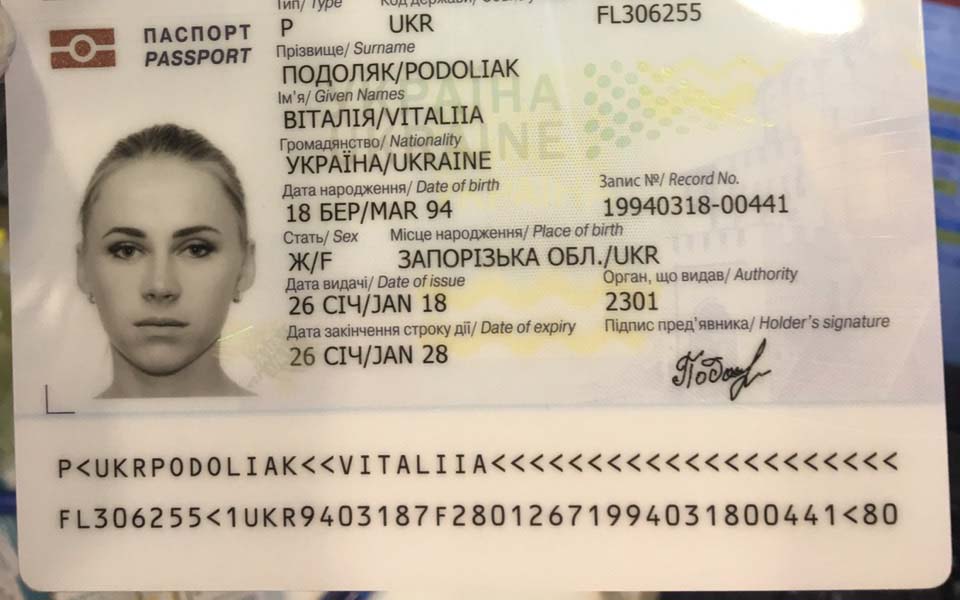 Тип/ Type Код держави/
P UKR FL306255
ПАСПОРТ
PASSPORT
Прізвище/ Surname
ПОДОЛЯК/PODOLIAK
Ім'я/ Given Names
ВІТАЛІЯ/VITALIIA
Громадянство/ Nationality
УКРАЇНА/UKRAINE
Дата народження/ Date of birth Запис №/ Record No.
18 БЕР/MAR 94 19940318-00441
Стать/ Sex Місце народження/ Place of birth
Ж/F ЗАПОРІЗЬКА ОБЛ./UKR
Дата видачі/ Date of issue Орган, що видав/ Authority
26 СІЧ/JAN 18 2301
Дата закінчення строку дії/ Date of expiry Підпис пред'явника/ Holder's signature
26 СІЧ/JAN 28
P<UKRPODOLIAK<<VITALIIA<<<<<<<<<<<<<<<<<<<<<
FL306255<1UKR9403187F28012671994031800441<80